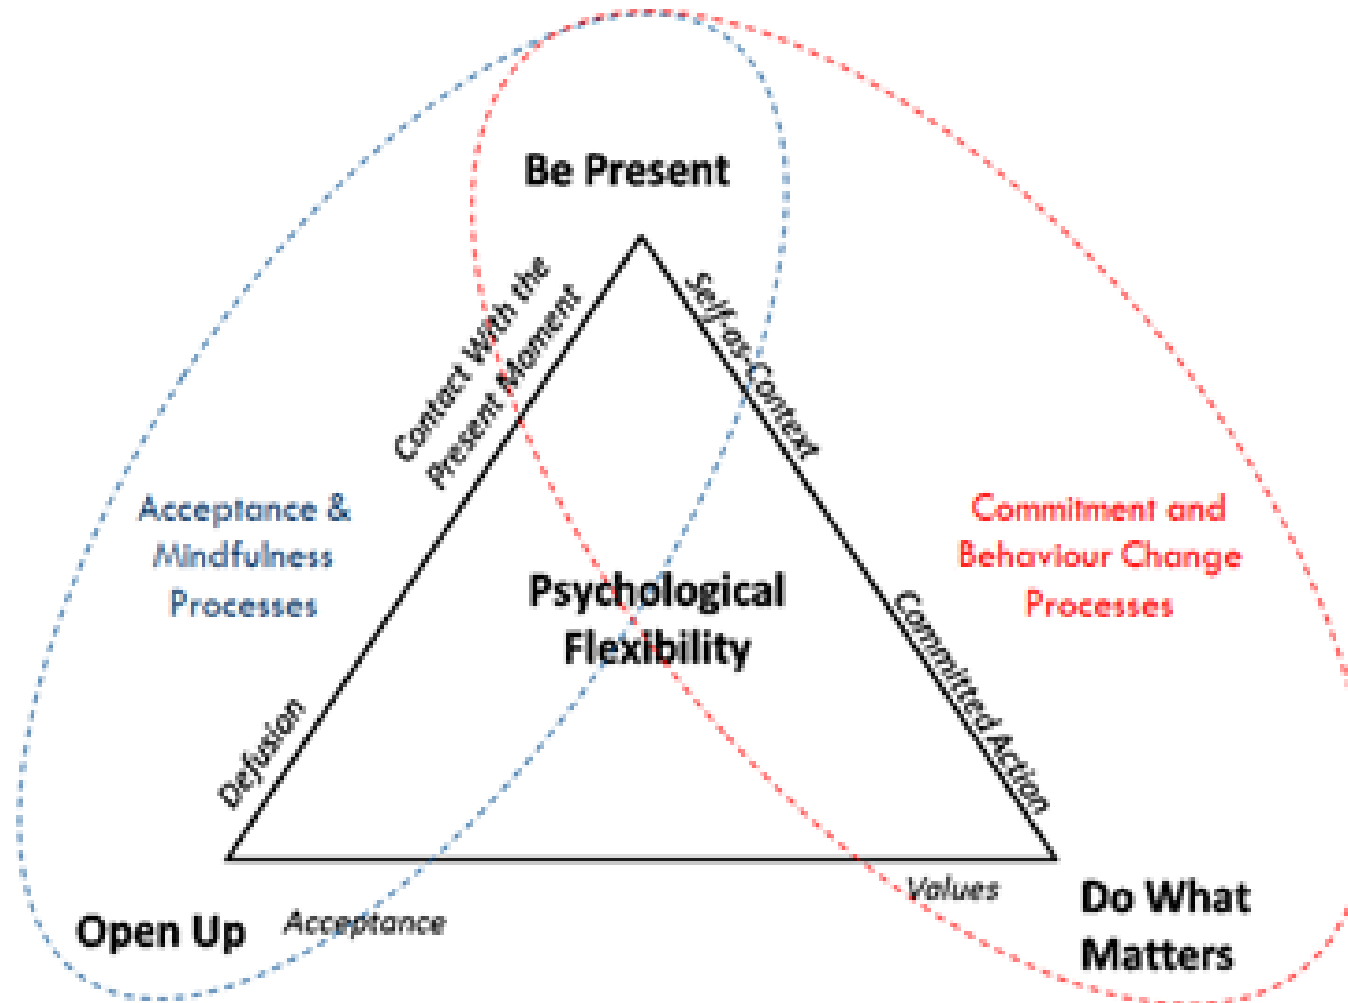 Be Present
Contact With the
Present Moment
Self-as-Context
Acceptance &
Mindfulness
Processes
Commitment and
Behaviour Change
Processes
Psychological
Flexibility
Defusion
Committed Action
Open Up
Acceptance
Values
Do What
Matters